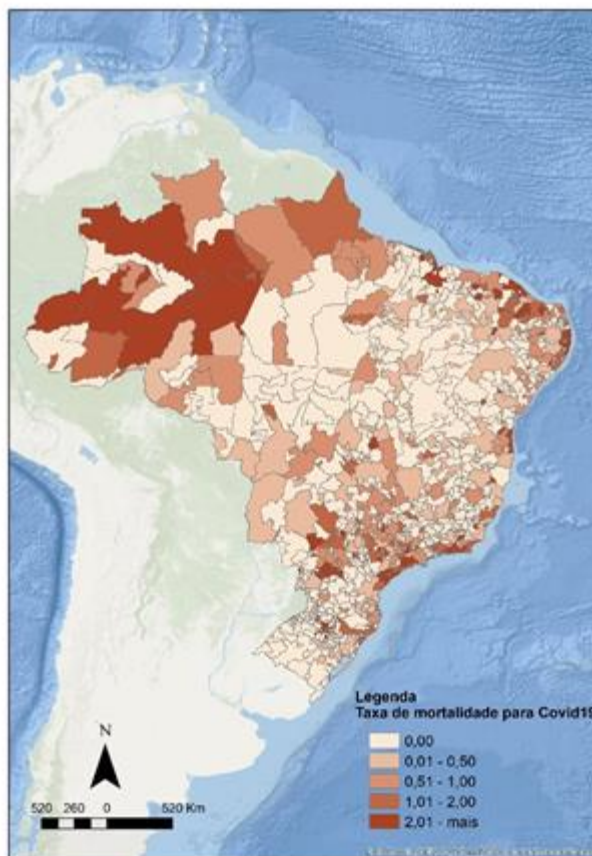 Legenda
Taxa de mortalidade para Covid19
0,00
0,01 - 0,50
0,51 - 1,00
1,01 - 2,00
2,01 - mais
N
520 260 0 520 Km